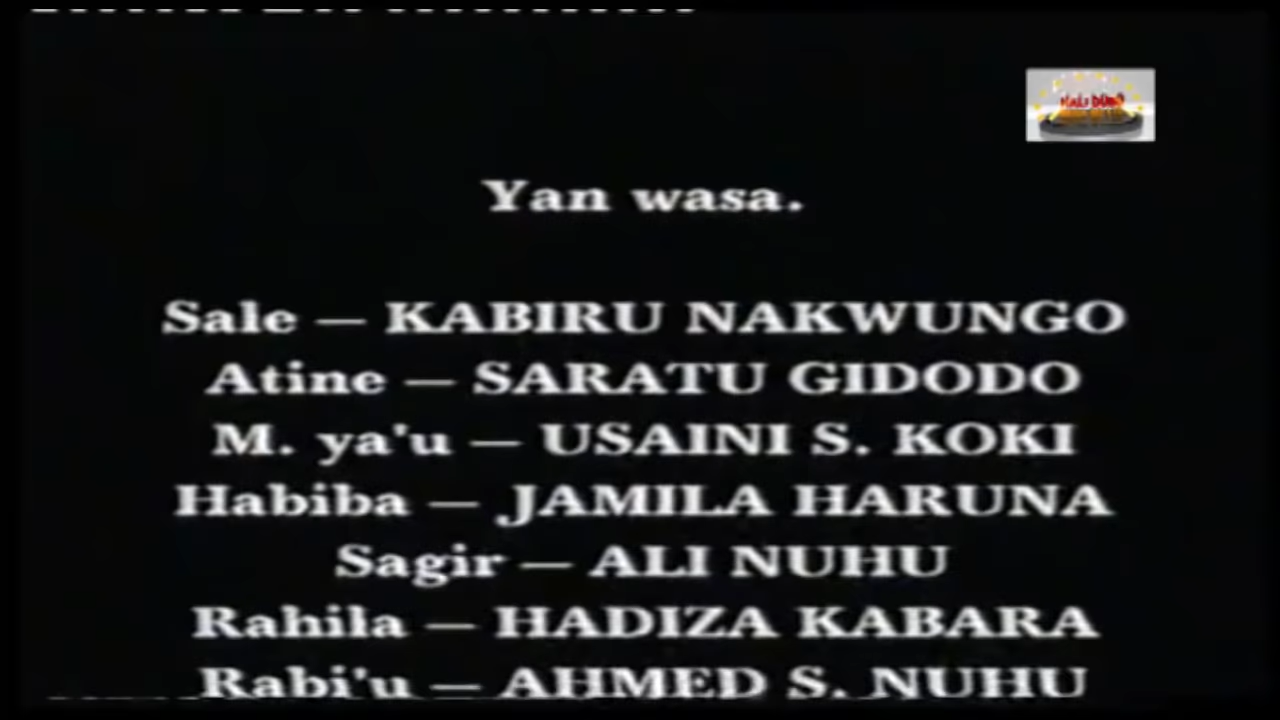 Yan wasa.
Sale — KABIRU NAKWUNGO
Atine — SARATU GIDODO
M. ya'u — USAINI S. KOKI
Habiba — JAMILA HARUNA
Sagir — ALI NUHU
Rahila — HADIZA KABARA
Rabi'u — AHMED S. NUHU